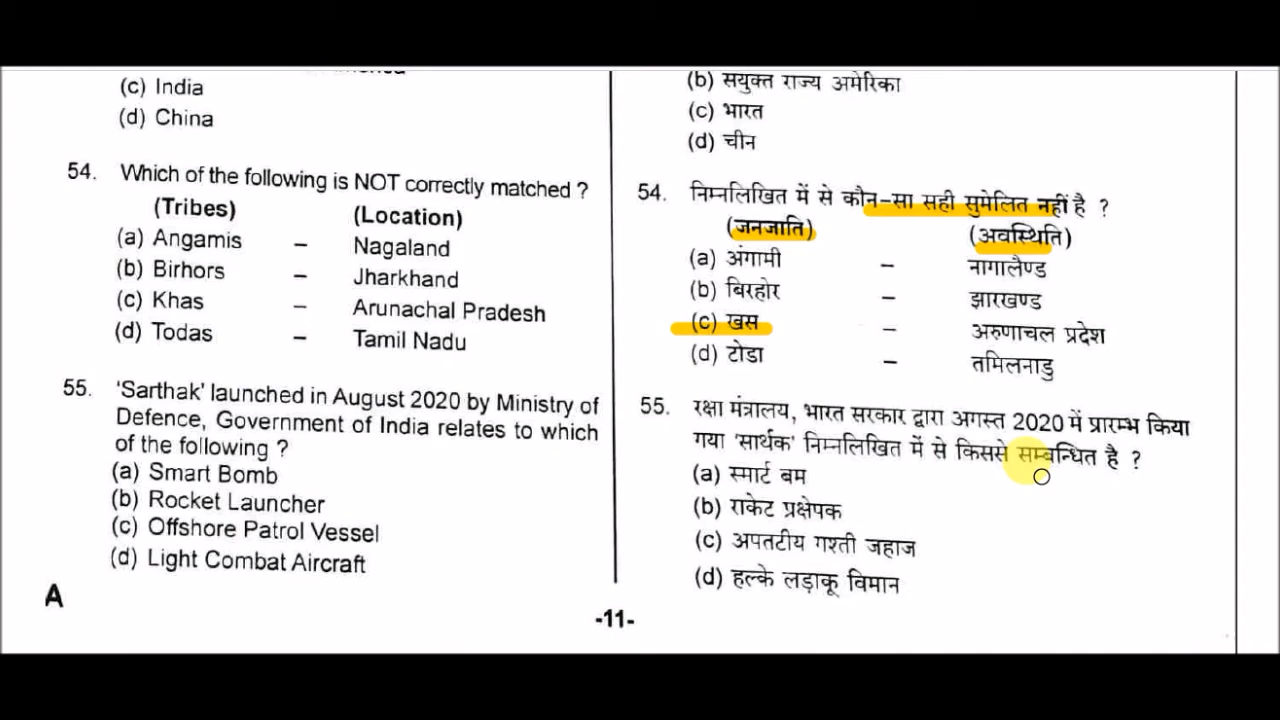 (c) India
(d) China
54. Which of the following is NOT correctly matched ?
(Tribes) (Location)
(a) Angamis – Nagaland
(b) Birhors – Jharkhand
(c) Khas – Arunachal Pradesh
(d) Todas – Tamil Nadu
55. ‘Sarthak’ launched in August 2020 by Ministry of
Defence, Government of India relates to which
of the following ?
(a) Smart Bomb
(b) Rocket Launcher
(c) Offshore Patrol Vessel
(d) Light Combat Aircraft
A
(b) सयुक्त राज्य अमेरिका
(c) भारत
(d) चीन
54. निम्नलिखित में से कौन-सा सही सुमेलित नहीं है ?
(जनजाति) (अवस्थिति)
(a) अंगामी – नागालैण्ड
(b) बिरहोर – झारखण्ड
(c) खस – अरुणाचल प्रदेश
(d) टोडा – तमिलनाडु
55. रक्षा मंत्रालय, भारत सरकार द्वारा अगस्त 2020 में प्रारम्भ किया
गया ‘सार्थक’ निम्नलिखित में से किससे सम्बन्धित है ?
(a) स्मार्ट बम
(b) राकेट प्रक्षेपक
(c) अपतटीय गश्ती जहाज
(d) हल्के लड़ाकू विमान
-11-